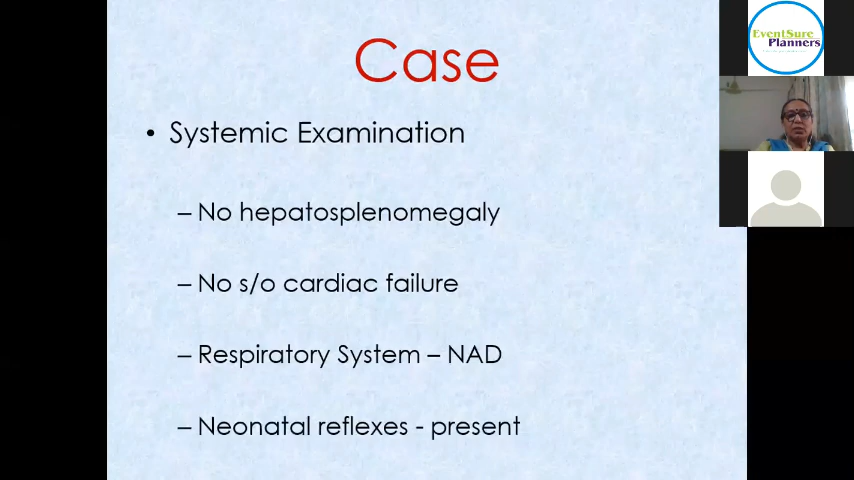 Case
• Systemic Examination
– No hepatosplenomegaly
– No s/o cardiac failure
– Respiratory System – NAD
– Neonatal reflexes - present
EventSure
Planners